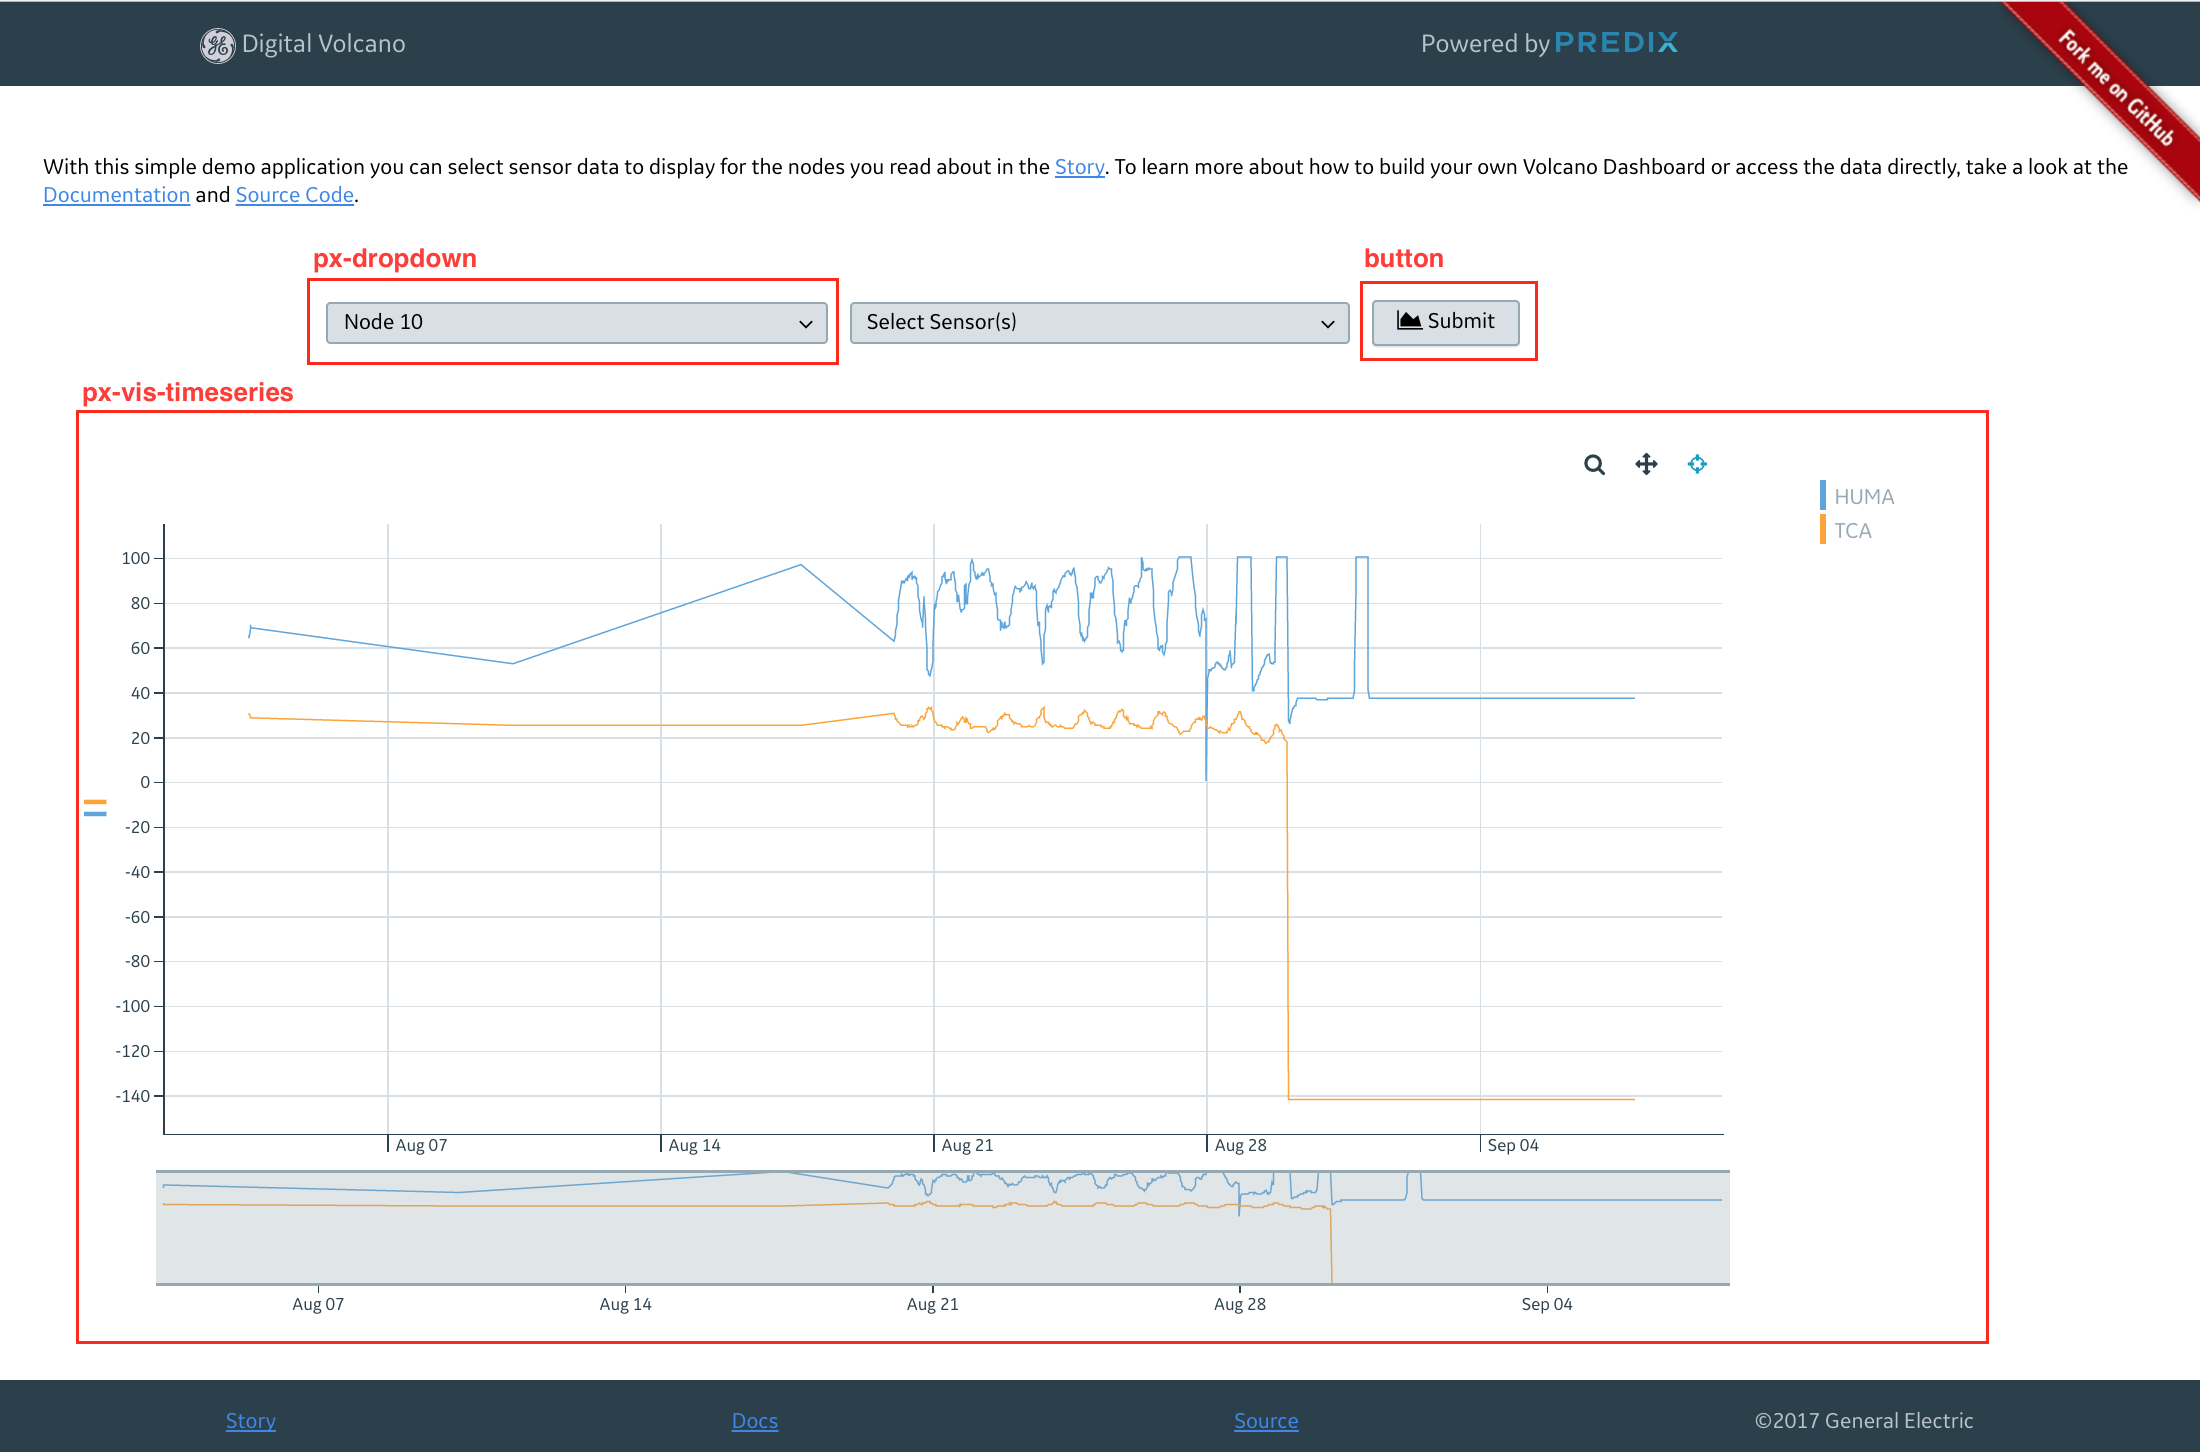 Digital Volcano
Powered by PREDIX
Fork me on GitHub
With this simple demo application you can select sensor data to display for the nodes you read about in the Story. To learn more about how to build your own Volcano Dashboard or access the data directly, take a look at the
Documentation and Source Code.
px-dropdown
button
Node 10
Select Sensor(s)
Submit
px-vis-timeseries
HUMA
TCA
100
80
60
40
20
0
-20
-40
-60
-80
-100
-120
-140
Aug 07 Aug 14 Aug 21 Aug 28 Sep 04
Aug 07 Aug 14 Aug 21 Aug 28 Sep 04
Story Docs Source ©2017 General Electric